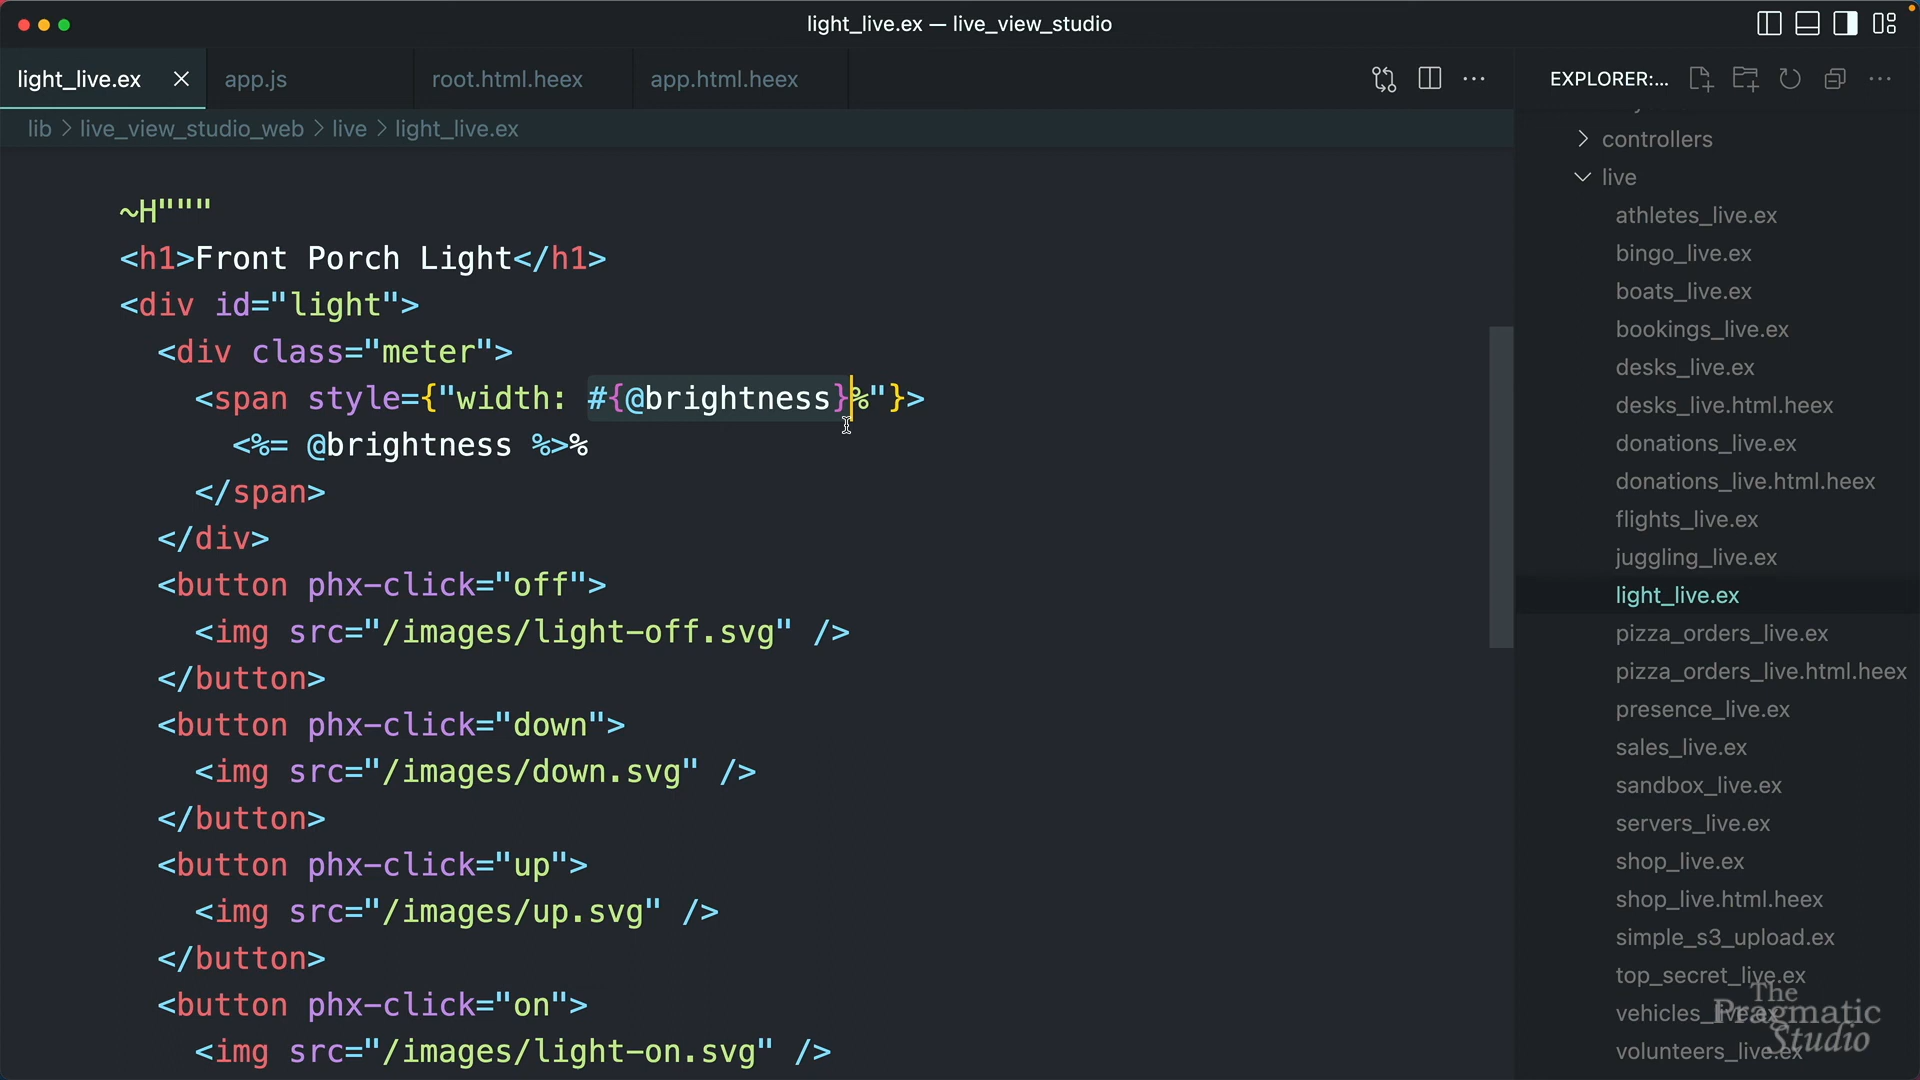 light_live.ex — live_view_studio
light_live.ex
app.js
root.html.heex
app.html.heex
EXPLORER:...
lib > live_view_studio_web > live > light_live.ex
~H"""
<h1>Front Porch Light</h1>
<div id="light">
<div class="meter">
<span style={"width: #{@brightness}%"}>
<%= @brightness %>%
</span>
</div>
<button phx-click="off">
<img src="/images/light-off.svg" />
</button>
<button phx-click="down">
<img src="/images/down.svg" />
</button>
<button phx-click="up">
<img src="/images/up.svg" />
</button>
<button phx-click="on">
<img src="/images/light-on.svg" />
controllers
live
athletes_live.ex
bingo_live.ex
boats_live.ex
bookings_live.ex
desks_live.ex
desks_live.html.heex
donations_live.ex
donations_live.html.heex
flights_live.ex
juggling_live.ex
light_live.ex
pizza_orders_live.ex
pizza_orders_live.html.heex
presence_live.ex
sales_live.ex
sandbox_live.ex
servers_live.ex
shop_live.ex
shop_live.html.heex
simple_s3_upload.ex
top_secret_live.ex
vehicles_live.ex
volunteers_live.ex
The
Pragmatic
Studio